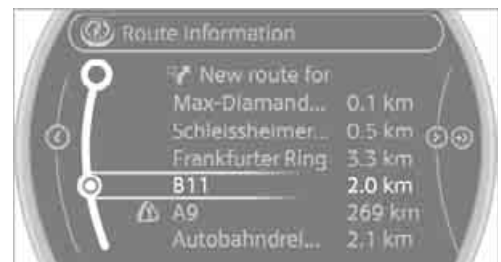 Route information
New route for
Max-Diamand... 0.1 km
Schleissheimer... 0.5 km
Frankfurter Ring 3.3 km
B11 2.0 km
A9 269 km
Autobahndrei... 2.1 km